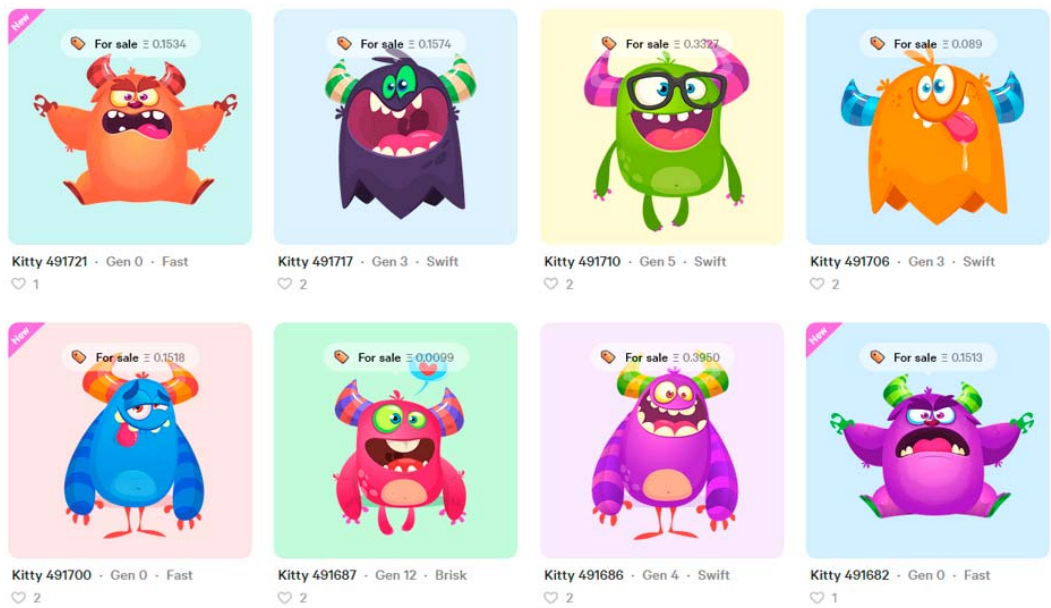 New
For sale Ξ 0.1534
For sale Ξ 0.1574
For sale Ξ 0.3327
For sale Ξ 0.089
Kitty 491721 · Gen 0 · Fast
Kitty 491717 · Gen 3 · Swift
Kitty 491710 · Gen 5 · Swift
Kitty 491706 · Gen 3 · Swift
1
2
2
2
New
For sale Ξ 0.1518
For sale Ξ 0.0099
For sale Ξ 0.3950
New
For sale Ξ 0.1513
Kitty 491700 · Gen 0 · Fast
Kitty 491687 · Gen 12 · Brisk
Kitty 491686 · Gen 4 · Swift
Kitty 491682 · Gen 0 · Fast
2
2
2
1